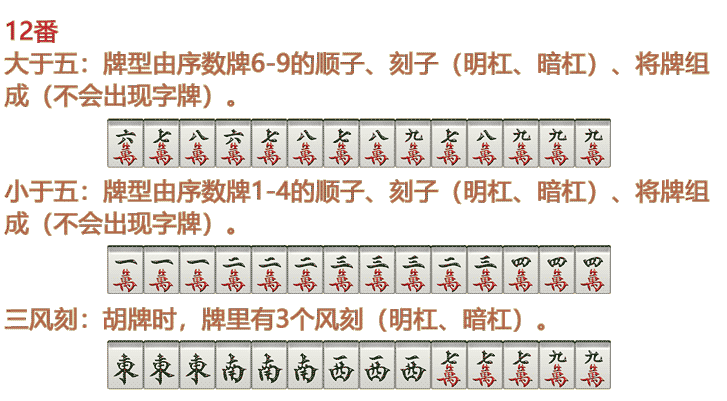 12番
大于五：牌型由序数牌6-9的顺子、刻子（明杠、暗杠）、将牌组
成（不会出现字牌）。
六萬 七萬 八萬 六萬 七萬 八萬 七萬 八萬 九萬 七萬 八萬 九萬 九萬 九萬
小于五：牌型由序数牌1-4的顺子、刻子（明杠、暗杠）、将牌组
成（不会出现字牌）。
一萬 一萬 一萬 二萬 二萬 二萬 三萬 三萬 三萬 二萬 三萬 四萬 四萬 四萬
三风刻：胡牌时，牌里有3个风刻（明杠、暗杠）。
東 東 東 南 南 南 西 西 西 七萬 七萬 七萬 九萬 九萬